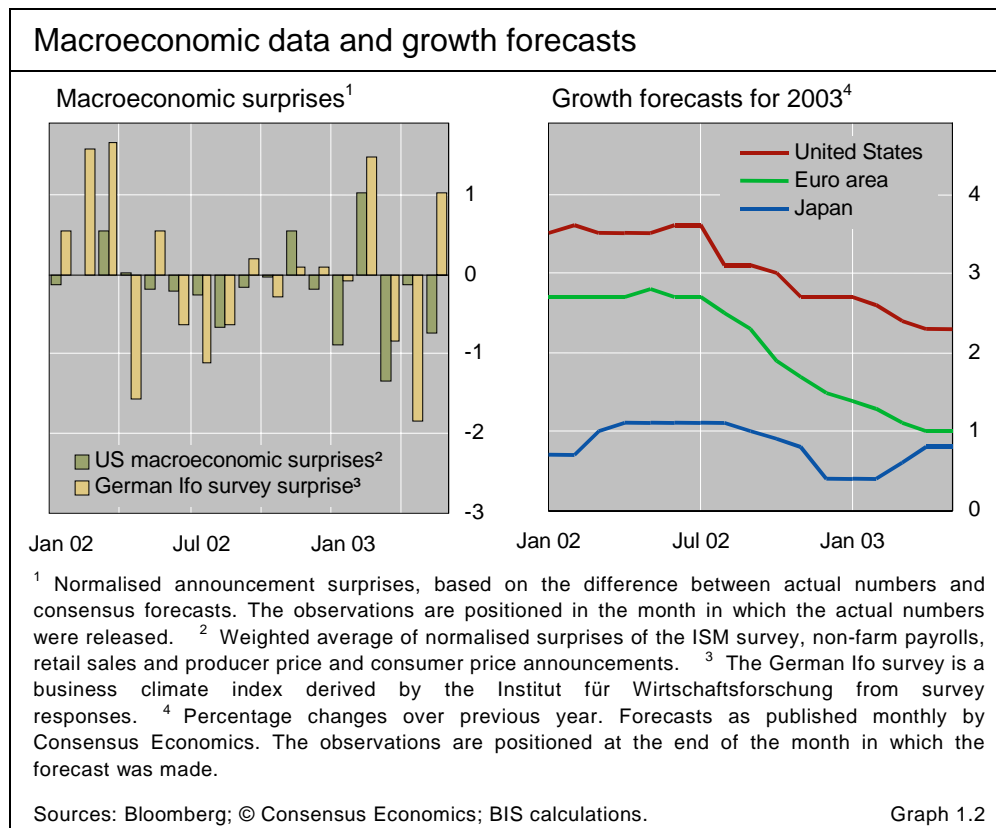 Macroeconomic data and growth forecasts
Macroeconomic surprises¹
Growth forecasts for 2003⁴
1
0
-1
-2
-3
US macroeconomic surprises²
German Ifo survey surprise³
Jan 02
Jul 02
Jan 03
United States
Euro area
Japan
4
3
2
1
0
Jan 02
Jul 02
Jan 03
¹ Normalised announcement surprises, based on the difference between actual numbers and
consensus forecasts. The observations are positioned in the month in which the actual numbers
were released. ² Weighted average of normalised surprises of the ISM survey, non-farm payrolls,
retail sales and producer price and consumer price announcements. ³ The German Ifo survey is a
business climate index derived by the Institut für Wirtschaftsforschung from survey
responses. ⁴ Percentage changes over previous year. Forecasts as published monthly by
Consensus Economics. The observations are positioned at the end of the month in which the
forecast was made.
Sources: Bloomberg; © Consensus Economics; BIS calculations.
Graph 1.2